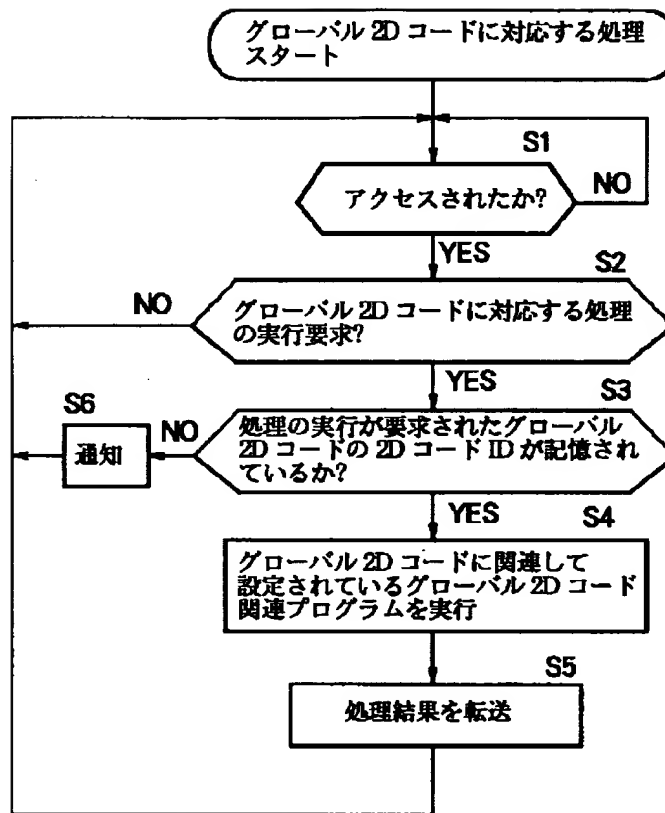 グローバル 2D コードに対応する処理
スタート
S1
アクセスされたか?
NO
YES
S2
NO
グローバル 2D コードに対応する処理
の実行要求?
YES
S3
S6
通知
NO
処理の実行が要求されたグローバル
2D コードの 2D コード ID が記憶され
ているか?
YES
S4
グローバル 2D コードに関連して
設定されているグローバル 2D コード
関連プログラムを実行
S5
処理結果を転送